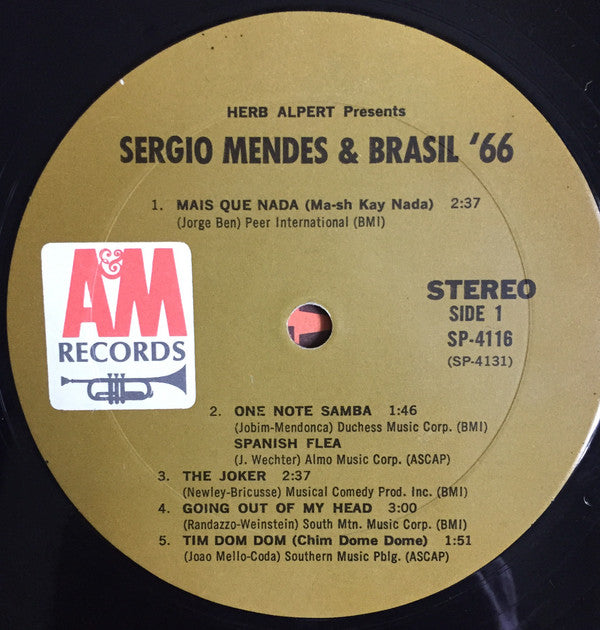 HERB ALPERT Presents
SERGIO MENDES & BRASIL '66
1. MAIS QUE NADA (Ma-sh Kay Nada) 2:37
(Jorge Ben) Peer International (BMI)
A&M
RECORDS
STEREO
SIDE 1
SP-4116
(SP-4131)
2. ONE NOTE SAMBA 1:46
(Jobim-Mendonca) Duchess Music Corp. (BMI)
SPANISH FLEA
(J. Wechter) Almo Music Corp. (ASCAP)
3. THE JOKER 2:37
(Newley-Bricusse) Musical Comedy Prod. Inc. (BMI)
4. GOING OUT OF MY HEAD 3:00
(Randazzo-Weinstein) South Mtn. Music Corp. (BMI)
5. TIM DOM DOM (Chim Dome Dome) 1:51
(Joao Mello-Coda) Southern Music Pblg. (ASCAP)